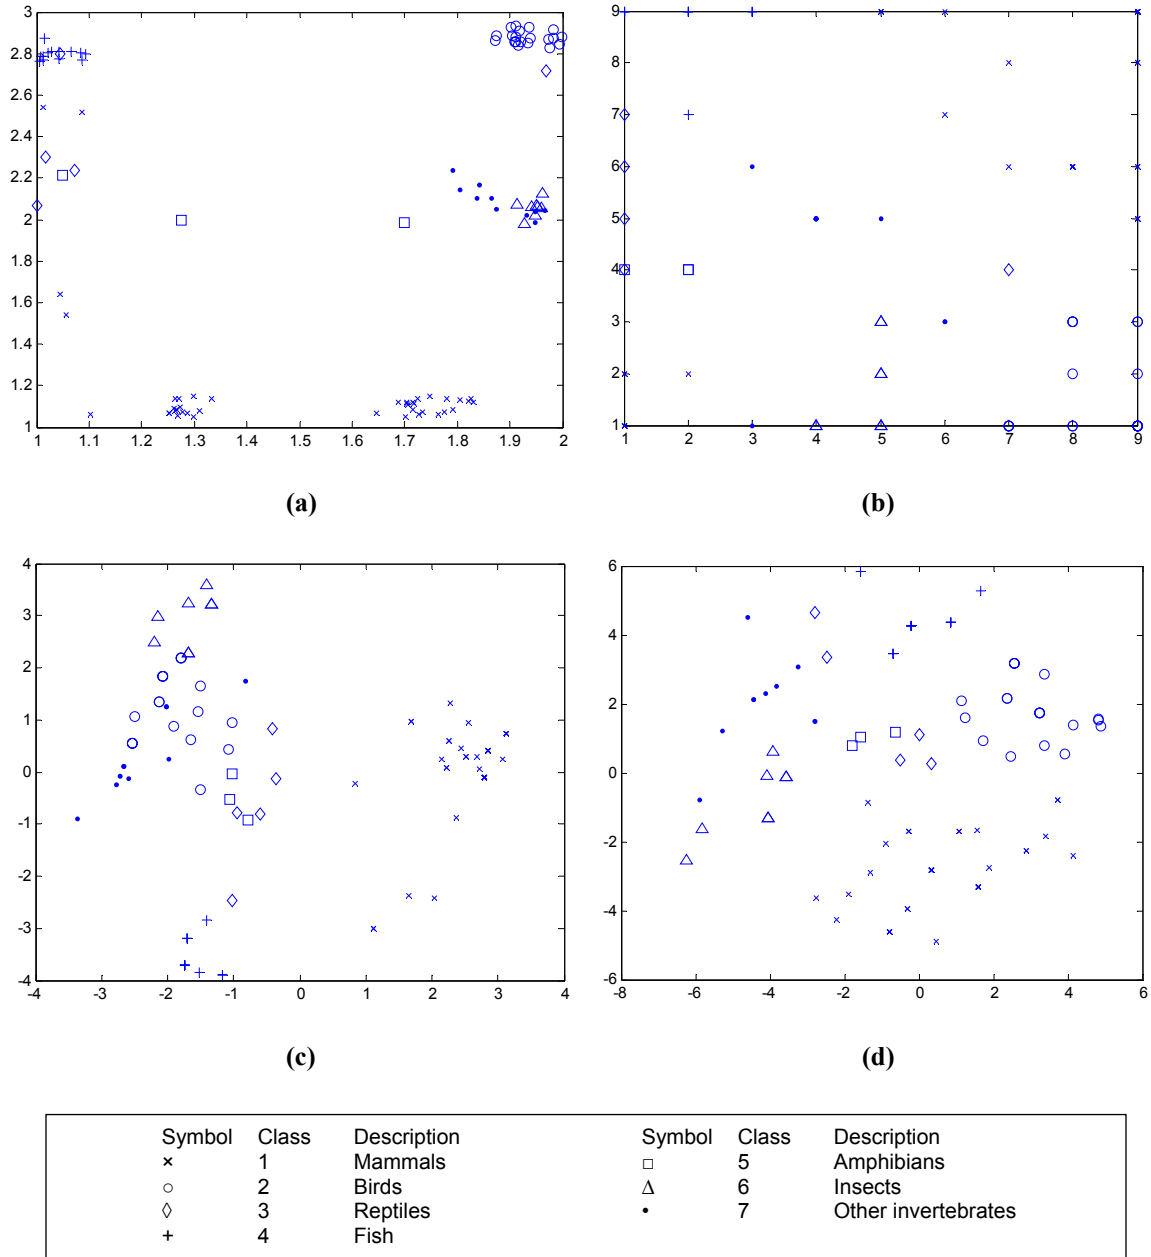 3
2.8
2.6
2.4
2.2
2
1.8
1.6
1.4
1.2
1
1 1.1 1.2 1.3 1.4 1.5 1.6 1.7 1.8 1.9 2
(a)
9
8
7
6
5
4
3
2
1
1 2 3 4 5 6 7 8 9
(b)
4
3
2
1
0
-1
-2
-3
-4
-4 -3 -2 -1 0 1 2 3 4
(c)
6
4
2
0
-2
-4
-6
-8 -6 -4 -2 0 2 4 6
(d)
Symbol Class Description Symbol Class Description
× 1 Mammals □ 5 Amphibians
○ 2 Birds Δ 6 Insects
◊ 3 Reptiles • 7 Other invertebrates
+ 4 Fish